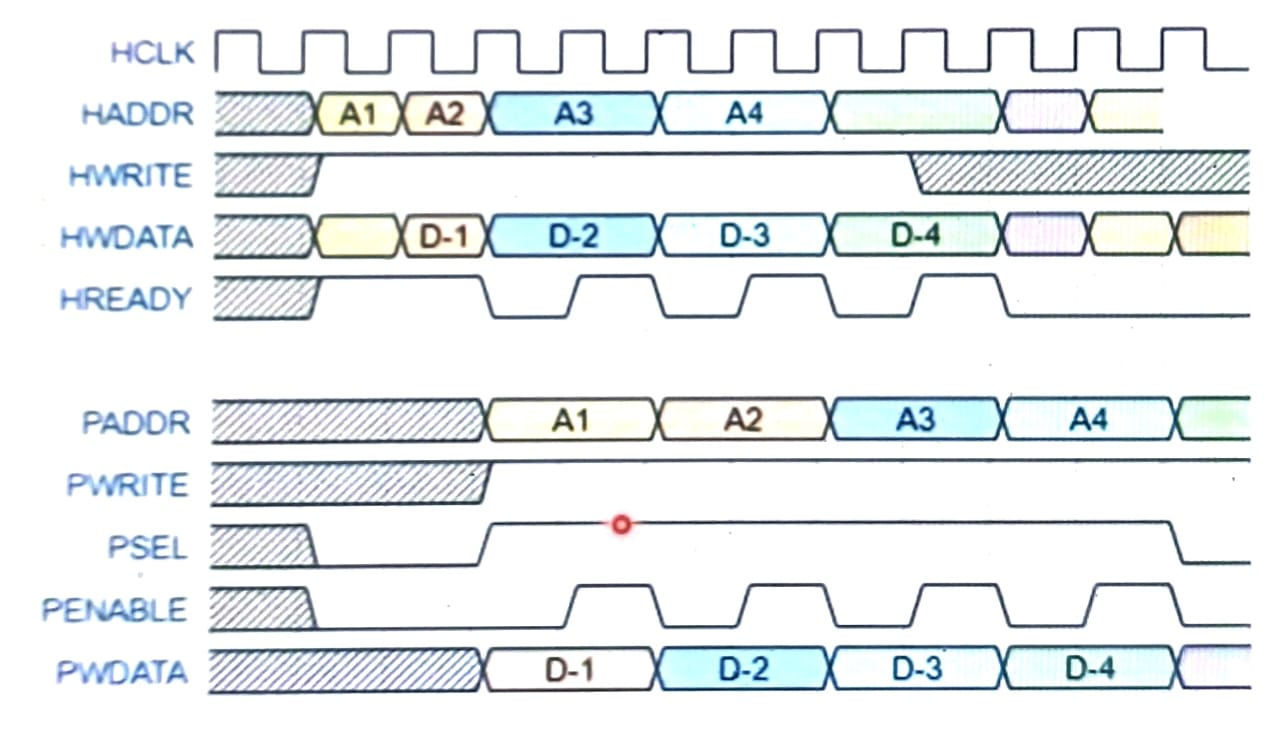 HCLK
HADDR A1 A2 A3 A4
HWRITE
HWDATA D-1 D-2 D-3 D-4
HREADY
PADDR A1 A2 A3 A4
PWRITE
PSEL
PENABLE
PWDATA D-1 D-2 D-3 D-4